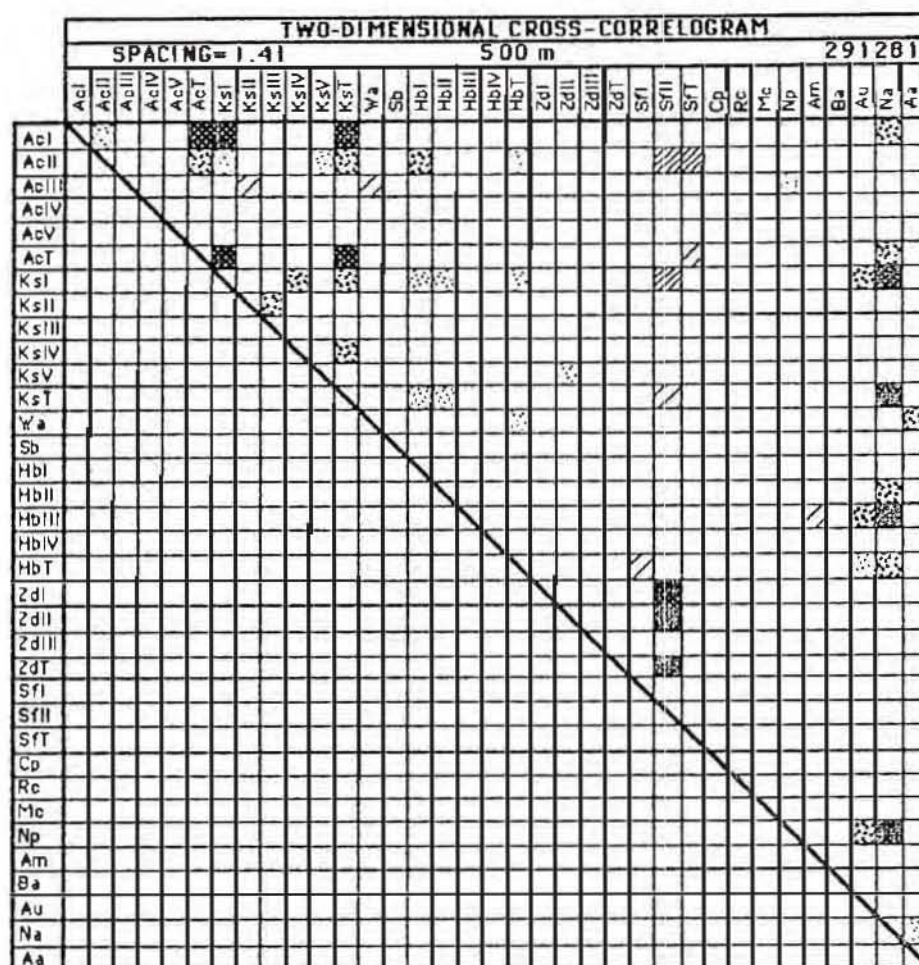 TWO-DIMENSIONAL CROSS-CORRELOGRAM
SPACING= 1.41 500 m 291281
AcI AcII AcIII AcIV AcV AcT KsI KsII KsIII KsIV KsV KsT Wa Sb HbI HbII HbIII HbIV HbT ZdI ZdII ZdIII ZdT SfI SfII SfT Cp Rc Mc Np Am Ba Au Na Aa
AcI
AcII
AcIII
AcIV
AcV
AcT
KsI
KsII
KsIII
KsIV
KsV
KsT
Wa
Sb
HbI
HbII
HbIII
HbIV
HbT
ZdI
ZdII
ZdIII
ZdT
SfI
SfII
SfT
Cp
Rc
Mc
Np
Am
Ba
Au
Na
Aa